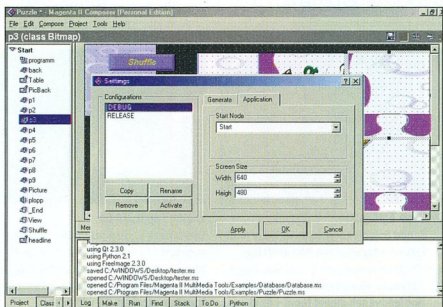 Puzzle * - Magenta II Composer [Personal Edition]
File Edit Compose Project Tools Help
p3 (class Bitmap)
Start
programm
back
Table
PicBack
p1
p2
p3
p4
p5
p6
p7
p8
p9
Picture
plopp
_End
View
Shuffle
headline
Shuffle
Settings
Configurations
DEBUG
RELEASE
Copy
Rename
Remove
Activate
Generate
Application
Start Node
Start
Screen Size
Width 640
Heigh 480
Apply
OK
Cancel
using Qt 2.3.0
using Python 2.1
using FreeImage 2.3.0
saved C:/WINDOWS/Desktop/tester.ms
opened C:/WINDOWS/Desktop/tester.ms
opened C:/Program Files/Magenta II MultiMedia Tools/Examples/Database/Database.ms
opened C:/Program Files/Magenta II MultiMedia Tools/Examples/Puzzle/Puzzle.ms
Project
Log
Make
Run
Find
Stack
To Do
Python